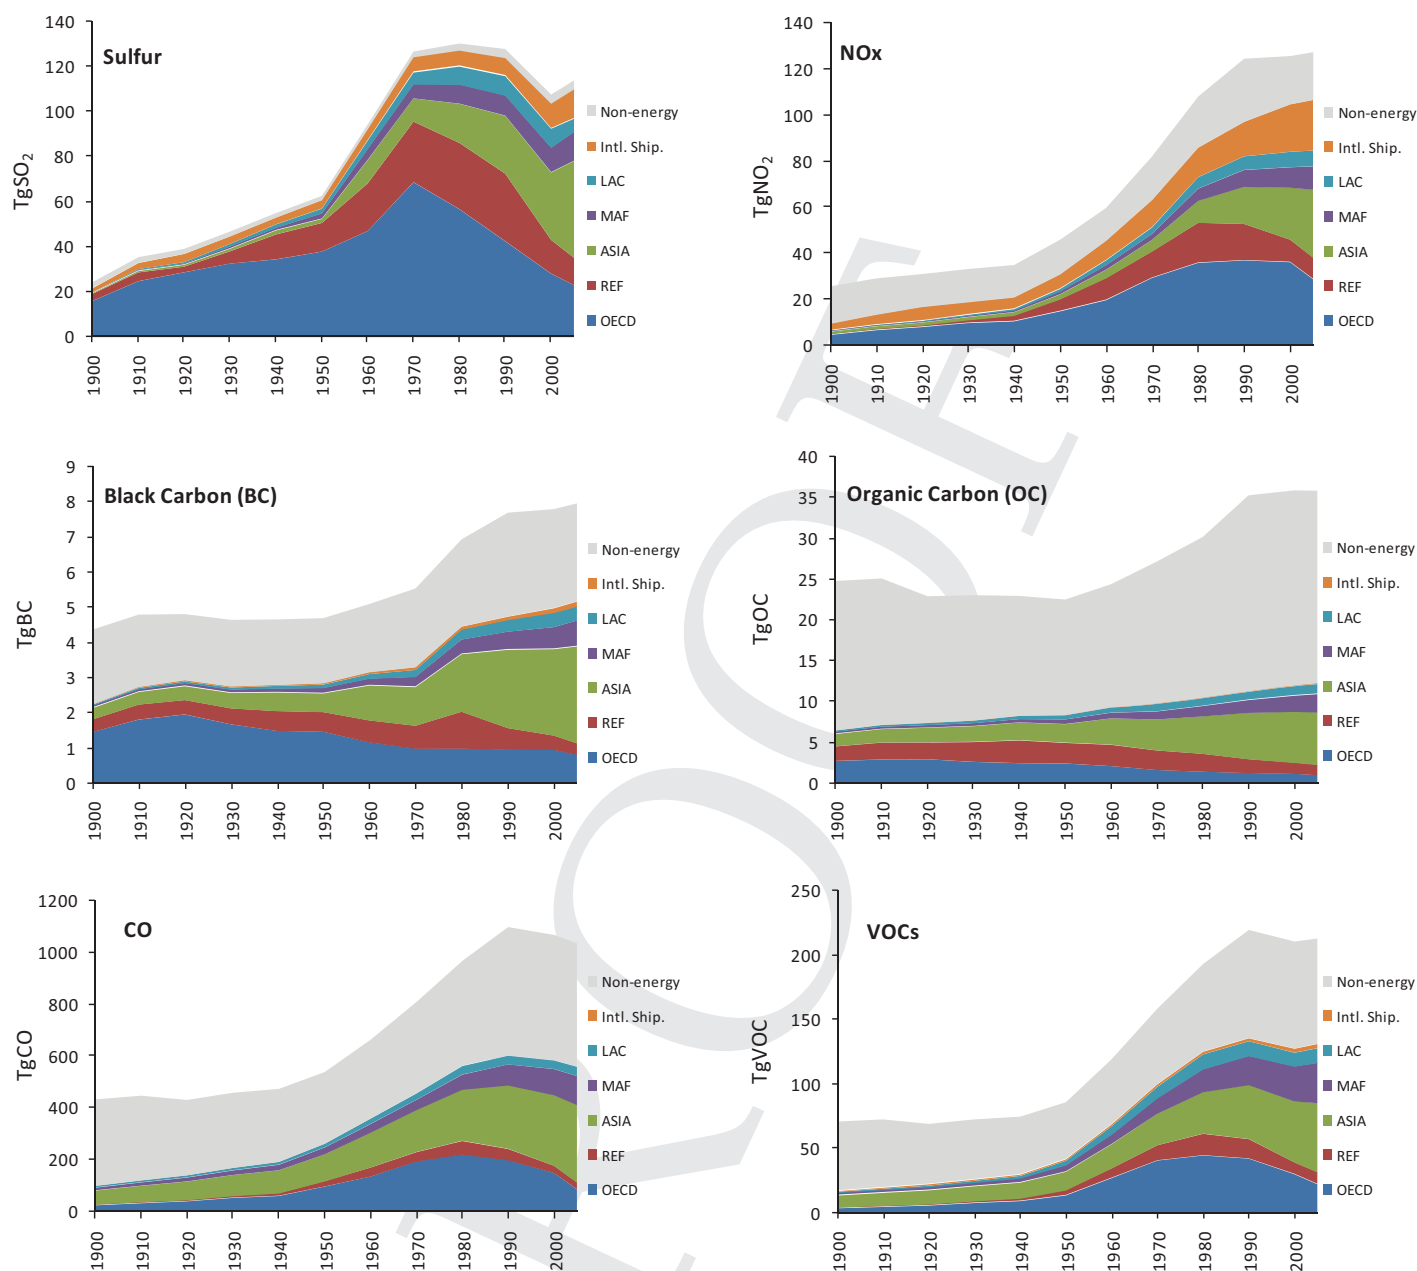 Sulfur
TgSO2
140
120
100
80
60
40
20
0
1900
1910
1920
1930
1940
1950
1960
1970
1980
1990
2000
Non-energy
Intl. Ship.
LAC
MAF
ASIA
REF
OECD
NOx
TgNO2
140
120
100
80
60
40
20
0
1900
1910
1920
1930
1940
1950
1960
1970
1980
1990
2000
Non-energy
Intl. Ship.
LAC
MAF
ASIA
REF
OECD
Black Carbon (BC)
TgBC
9
8
7
6
5
4
3
2
1
0
1900
1910
1920
1930
1940
1950
1960
1970
1980
1990
2000
Non-energy
Intl. Ship.
LAC
MAF
ASIA
REF
OECD
Organic Carbon (OC)
TgOC
40
35
30
25
20
15
10
5
0
1900
1910
1920
1930
1940
1950
1960
1970
1980
1990
2000
Non-energy
Intl. Ship.
LAC
MAF
ASIA
REF
OECD
CO
TgCO
1200
1000
800
600
400
200
0
1900
1910
1920
1930
1940
1950
1960
1970
1980
1990
2000
Non-energy
Intl. Ship.
LAC
MAF
ASIA
REF
OECD
VOCs
TgVOC
250
200
150
100
50
0
1900
1910
1920
1930
1940
1950
1960
1970
1980
1990
2000
Non-energy
Intl. Ship.
LAC
MAF
ASIA
REF
OECD
ROOF